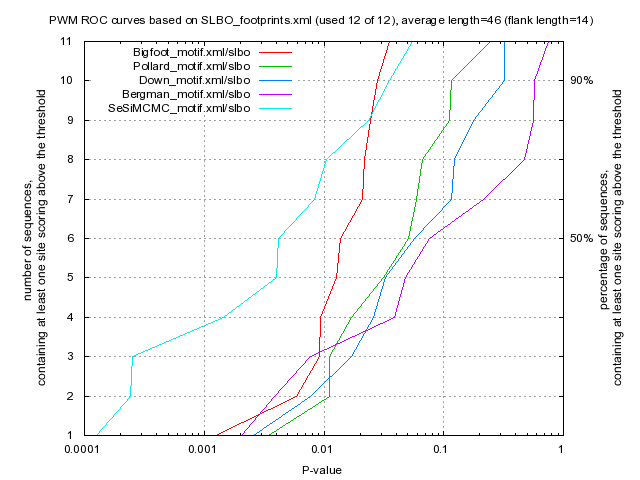 PWM ROC curves based on SLBO_footprints.xml (used 12 of 12), average length=46 (flank length=14)
Bigfoot_motif.xml/slbo
Pollard_motif.xml/slbo
Down_motif.xml/slbo
Bergman_motif.xml/slbo
SeSiMCMC_motif.xml/slbo
number of sequences,
containing at least one site scoring above the threshold
11
10
9
8
7
6
5
4
3
2
1
90%
50%
percentage of sequences,
containing at least one site scoring above the threshold
0.0001 0.001 0.01 0.1 1
P-value